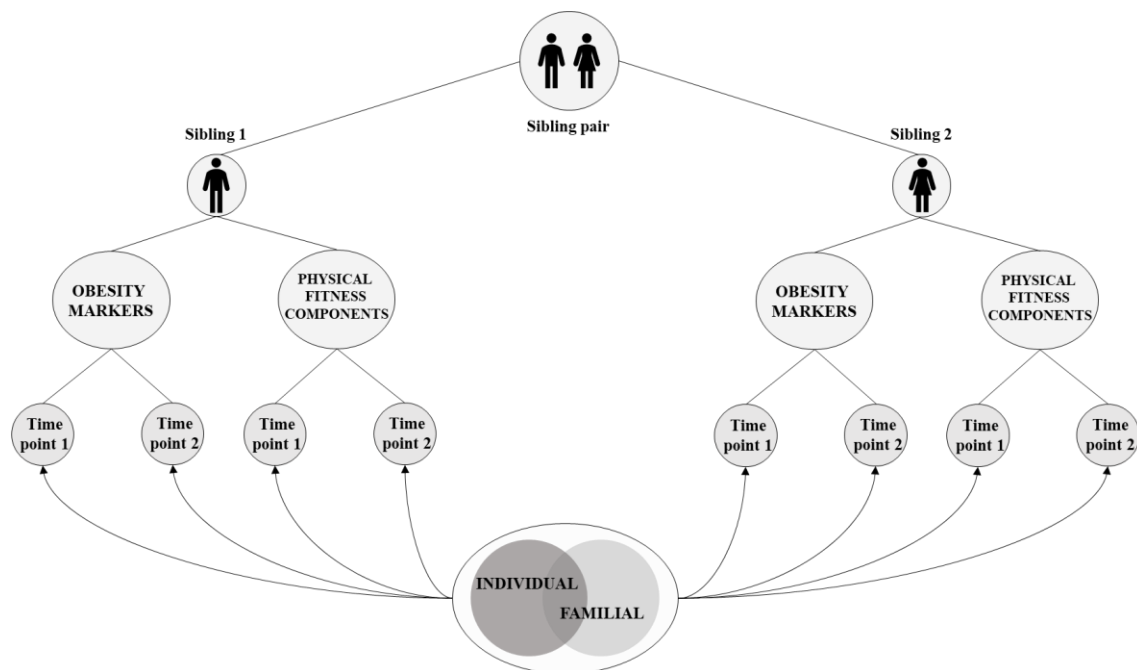 Sibling pair
Sibling 1
Sibling 2
OBESITY
MARKERS
PHYSICAL
FITNESS
COMPONENTS
OBESITY
MARKERS
PHYSICAL
FITNESS
COMPONENTS
Time
point 1
Time
point 2
Time
point 1
Time
point 2
Time
point 1
Time
point 2
Time
point 1
Time
point 2
INDIVIDUAL
FAMILIAL